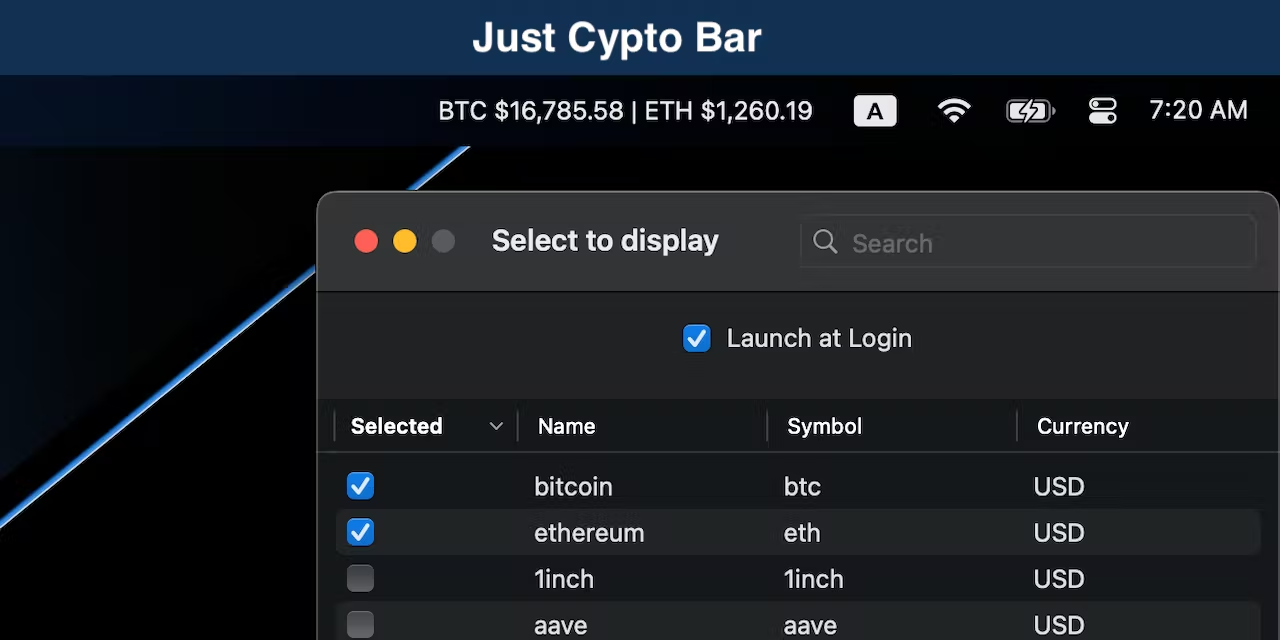 Just Cypto Bar
BTC $16,785.58 | ETH $1,260.19 A 7:20 AM
Select to display Search
Launch at Login
Selected Name Symbol Currency
bitcoin btc USD
ethereum eth USD
1inch 1inch USD
aave aave USD